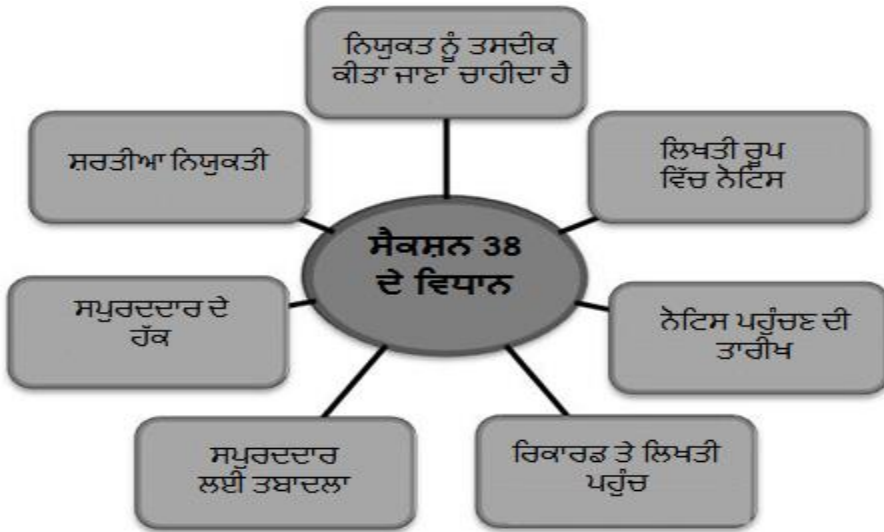 ਨਿਯੁਕਤ ਨੂੰ ਤਸਦੀਕ
ਕੀਤਾ ਜਾਣਾ ਚਾਹੀਦਾ ਹੈ
ਸ਼ਰਤੀਆ ਨਿਯੁਕਤੀ
ਲਿਖਤੀ ਰੂਪ
ਵਿੱਚ ਨੋਟਿਸ
ਸੈਕਸ਼ਨ 38
ਦੇ ਵਿਧਾਨ
ਸਪੁਰਦਦਾਰ ਦੇ
ਹੱਕ
ਨੋਟਿਸ ਪਹੁੰਚਣ ਦੀ
ਤਾਰੀਖ
ਸਪੁਰਦਦਾਰ
ਲਈ ਤਬਾਦਲਾ
ਰਿਕਾਰਡ ਤੇ ਲਿਖਤੀ
ਪਹੁੰਚ